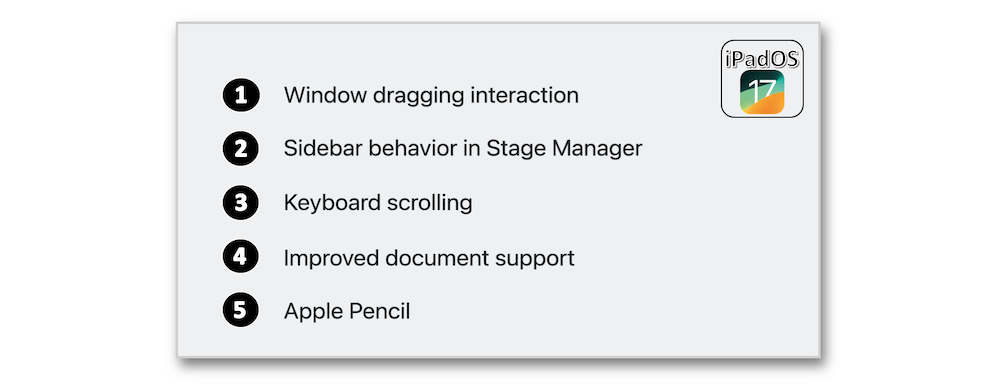 iPadOS
17
1 Window dragging interaction
2 Sidebar behavior in Stage Manager
3 Keyboard scrolling
4 Improved document support
5 Apple Pencil